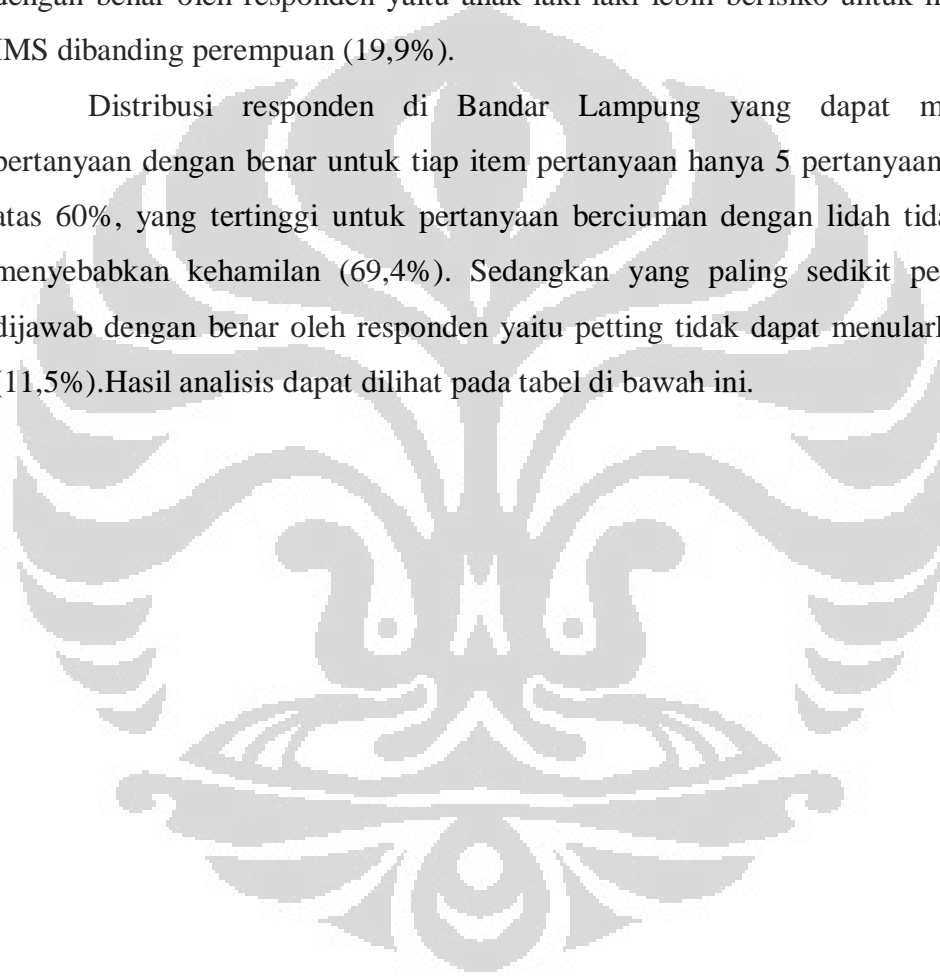 dengan benar oleh responden yaitu anak laki-laki lebih berisiko untuk
IMS dibanding perempuan (19,9%).
Distribusi responden di Bandar Lampung yang dapat
pertanyaan dengan benar untuk tiap item pertanyaan hanya 5 pertanyaan
atas 60%, yang tertinggi untuk pertanyaan berciuman dengan lidah
menyebabkan kehamilan (69,4%). Sedangkan yang paling sedikit
dijawab dengan benar oleh responden yaitu petting tidak dapat
(11,5%).Hasil analisis dapat dilihat pada tabel di bawah ini.